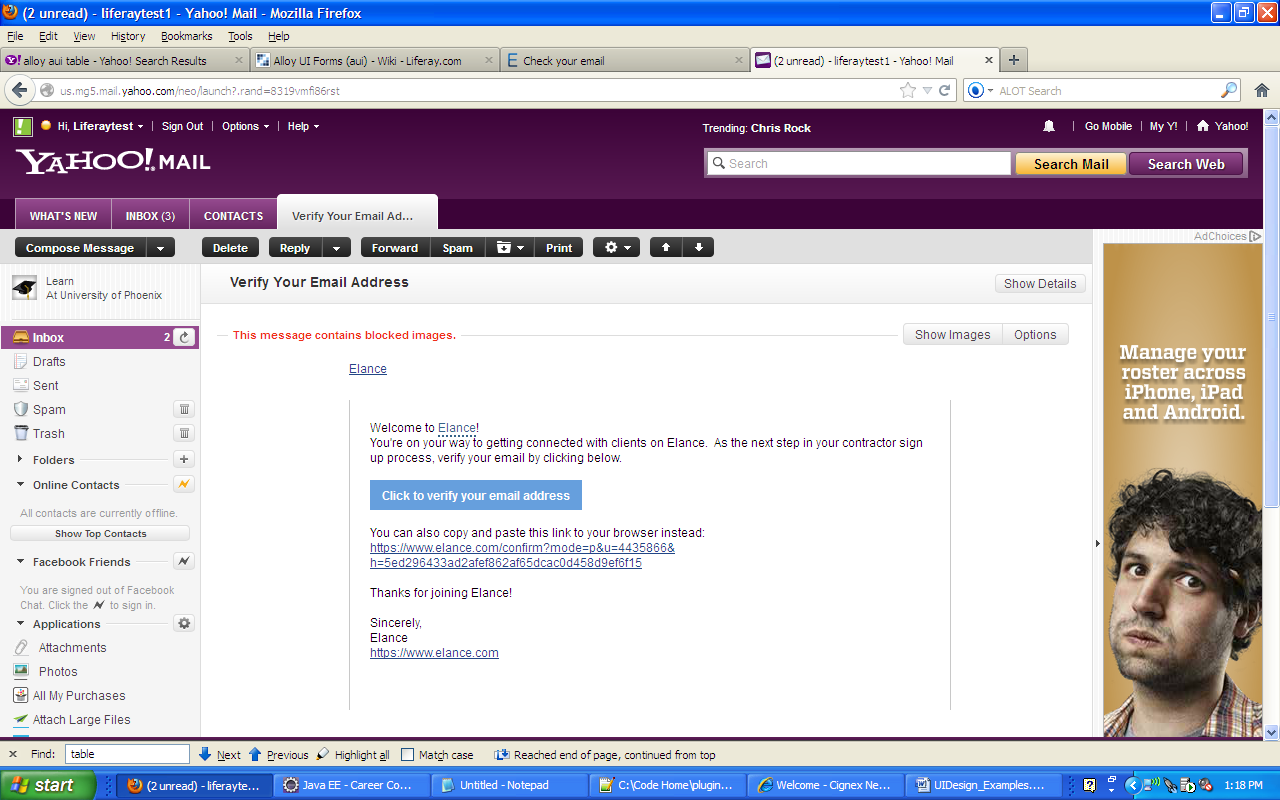 (2 unread) - liferaytest1 - Yahoo! Mail - Mozilla Firefox
File Edit View History Bookmarks Tools Help
alloy aui table - Yahoo! Search Results
Alloy UI Forms (aui) - Wiki - Liferay.com
Check your email
(2 unread) - liferaytest1 - Yahoo! Mail
us.mg5.mail.yahoo.com/neo/launch?.rand=8319vmfl86rst
ALOT Search
Hi, Liferaytest | Sign Out | Options | Help
Trending: Chris Rock
| Go Mobile | My Y! | Yahoo!
YAHOO! MAIL
Search
Search Mail
Search Web
WHAT'S NEW
INBOX (3)
CONTACTS
Verify Your Email Ad...
Compose Message
Delete
Reply
Forward
Spam
Print
AdChoices
Learn
At University of Phoenix
Verify Your Email Address
Show Details
Inbox 2
Drafts
Sent
Spam
Trash
Folders
Online Contacts
All contacts are currently offline.
Show Top Contacts
Facebook Friends
You are signed out of Facebook
Chat. Click the to sign in.
Applications
Attachments
Photos
All My Purchases
Attach Large Files
This message contains blocked images.
Show Images
Options
Elance
Welcome to Elance!
You're on your way to getting connected with clients on Elance. As the next step in your contractor sign
up process, verify your email by clicking below.
Click to verify your email address
You can also copy and paste this link to your browser instead:
https://www.elance.com/confirm?mode=p&u=4435866&
h=5ed296433ad2afef862af65dcac0d458d9ef6f15
Thanks for joining Elance!
Sincerely,
Elance
https://www.elance.com
Manage your
roster across
iPhone, iPad
and Android.
Find: table
Next
Previous
Highlight all
Match case
Reached end of page, continued from top
start
(2 unread) - liferayte...
Java EE - Career Co...
Untitled - Notepad
C:\Code Home\plugin...
Welcome - Cignex Ne...
UIDesign_Examples....
1:18 PM